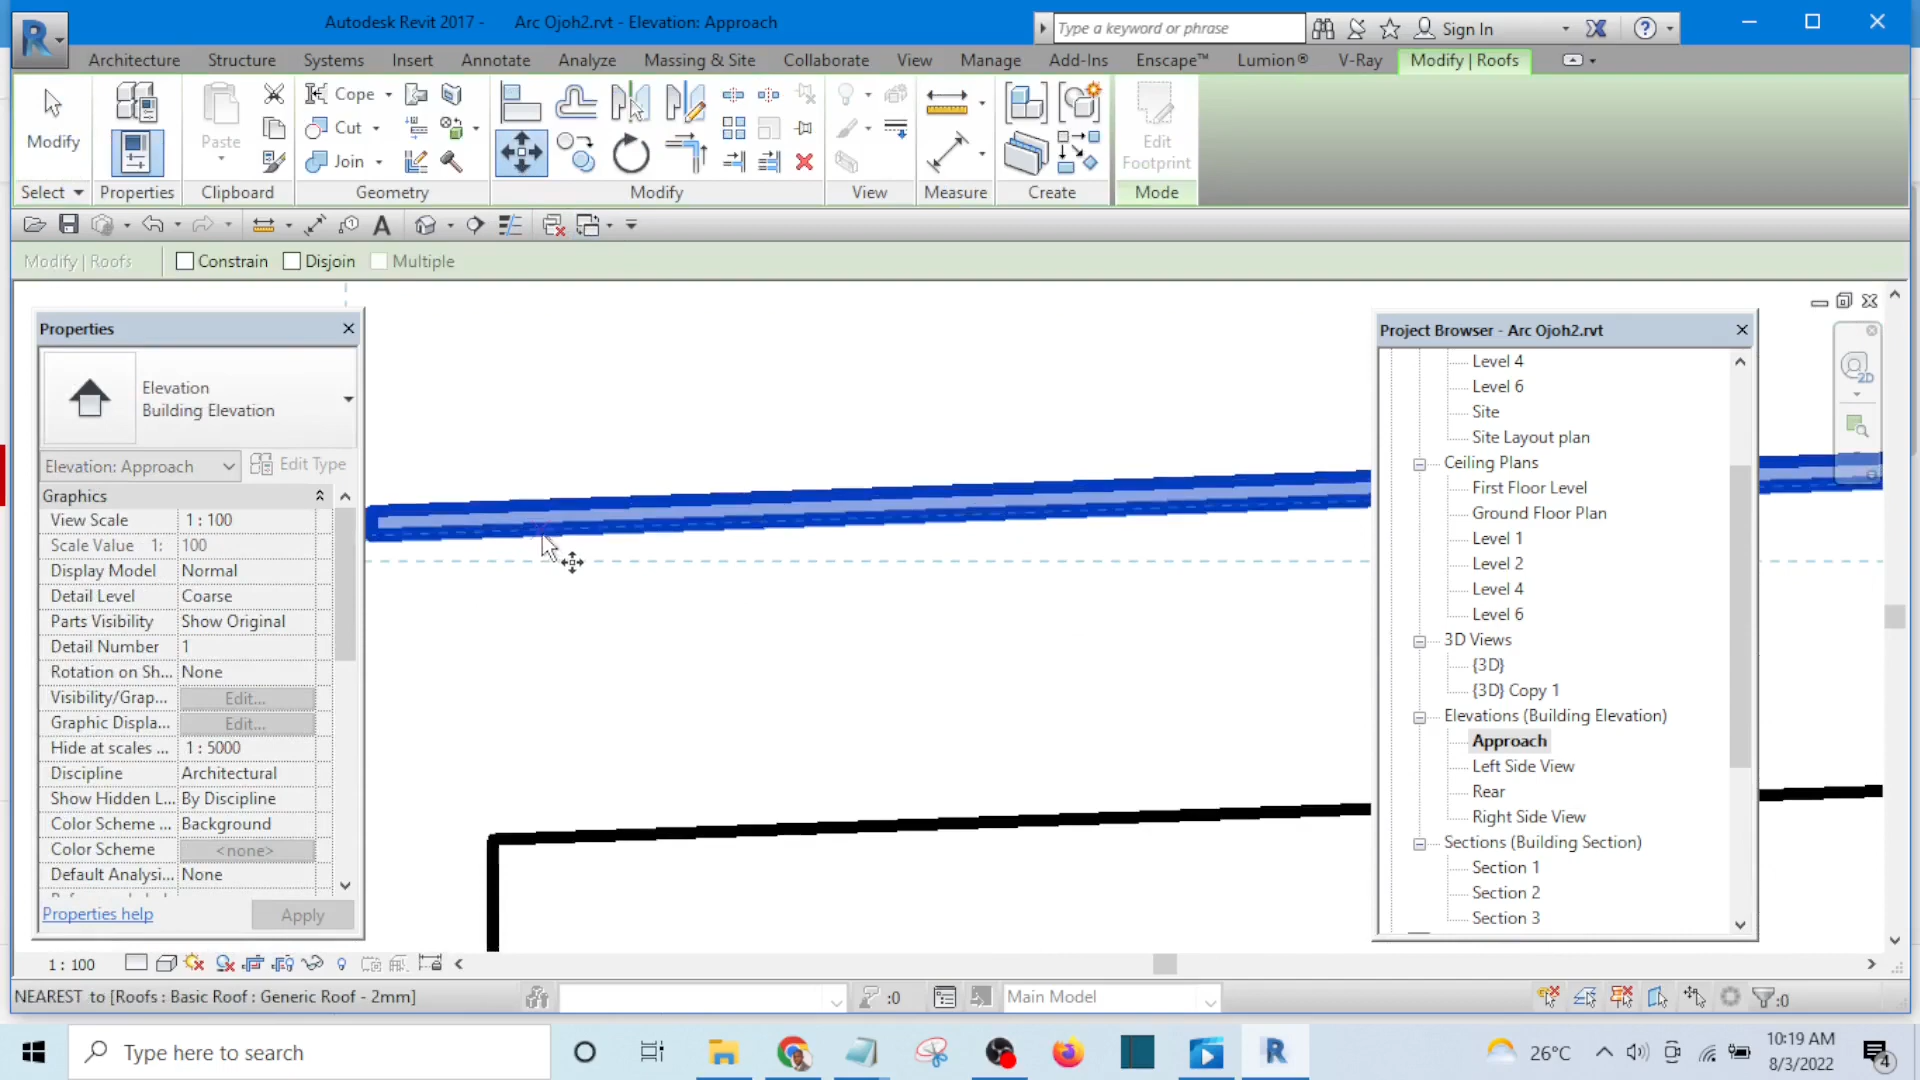 Autodesk Revit 2017 - Arc Ojoh2.rvt - Elevation: Approach
Type a keyword or phrase
Sign In
Architecture Structure Systems Insert Annotate Analyze Massing & Site Collaborate View Manage Add-Ins Enscape™ Lumion® V-Ray Modify | Roofs
Modify
Paste
Cope
Cut
Join
Edit
Footprint
Select Properties Clipboard Geometry Modify View Measure Create Mode
Modify | Roofs Constrain Disjoin Multiple
Properties
Elevation
Building Elevation
Elevation: Approach Edit Type
Graphics
View Scale 1 : 100
Scale Value 1: 100
Display Model Normal
Detail Level Coarse
Parts Visibility Show Original
Detail Number 1
Rotation on Sh... None
Visibility/Grap... Edit...
Graphic Displa... Edit...
Hide at scales ... 1 : 5000
Discipline Architectural
Show Hidden L... By Discipline
Color Scheme ... Background
Color Scheme <none>
Default Analysi... None
Properties help Apply
Project Browser - Arc Ojoh2.rvt
Level 4
Level 6
Site
Site Layout plan
Ceiling Plans
First Floor Level
Ground Floor Plan
Level 1
Level 2
Level 4
Level 6
3D Views
{3D}
{3D} Copy 1
Elevations (Building Elevation)
Approach
Left Side View
Rear
Right Side View
Sections (Building Section)
Section 1
Section 2
Section 3
2D
1 : 100
NEAREST to [Roofs : Basic Roof : Generic Roof - 2mm] :0 Main Model :0
Type here to search
26°C
10:19 AM
8/3/2022
4